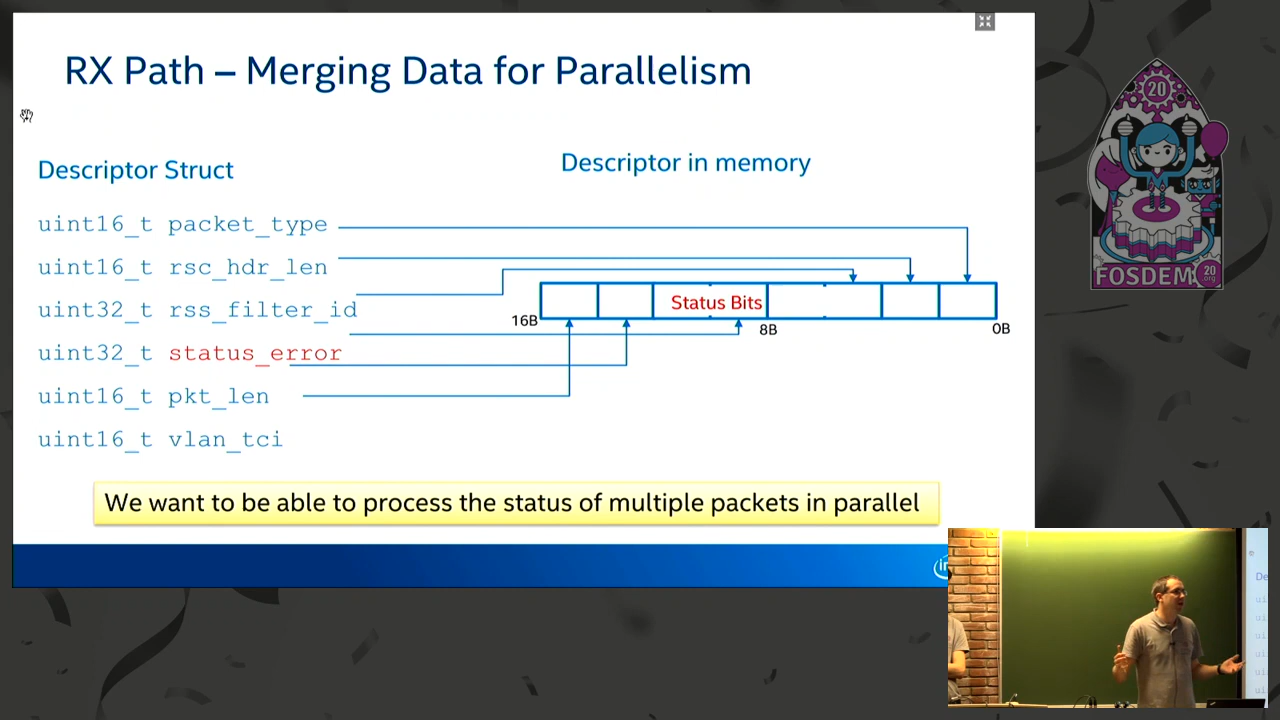 RX Path – Merging Data for Parallelism
Descriptor Struct
Descriptor in memory
uint16_t packet_type
uint16_t rsc_hdr_len
uint32_t rss_filter_id
uint32_t status_error
uint16_t pkt_len
uint16_t vlan_tci
Status Bits
16B
8B
0B
We want to be able to process the status of multiple packets in parallel
20
FOSDEM
20
.org